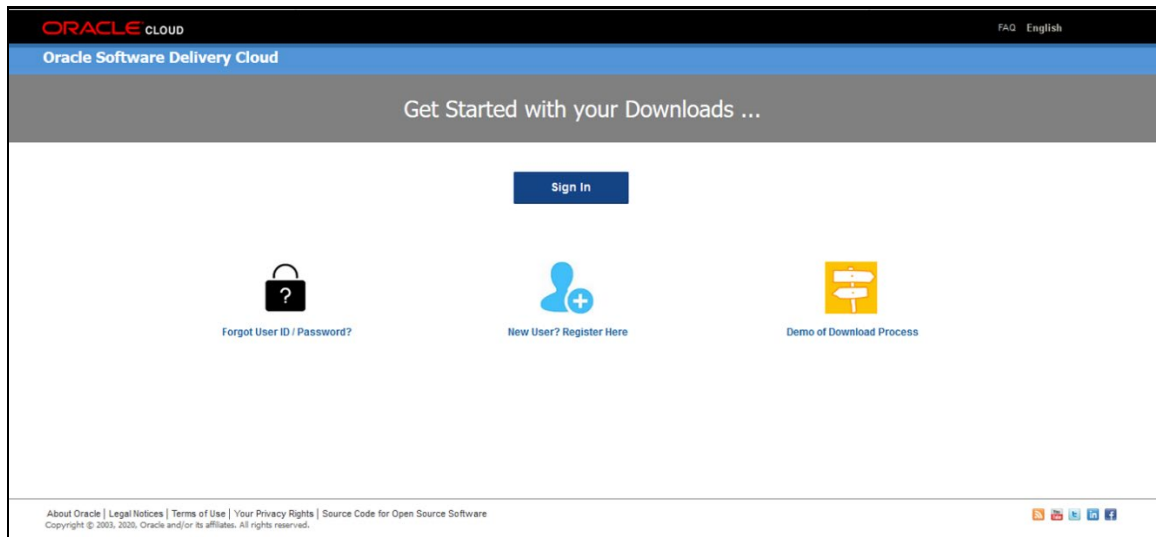 ORACLE CLOUD
FAQ English
Oracle Software Delivery Cloud
Get Started with your Downloads ...
Sign In
?
Forgot User ID / Password?
New User? Register Here
Demo of Download Process
About Oracle | Legal Notices | Terms of Use | Your Privacy Rights | Source Code for Open Source Software
Copyright © 2003, 2020, Oracle and/or its affiliates. All rights reserved.